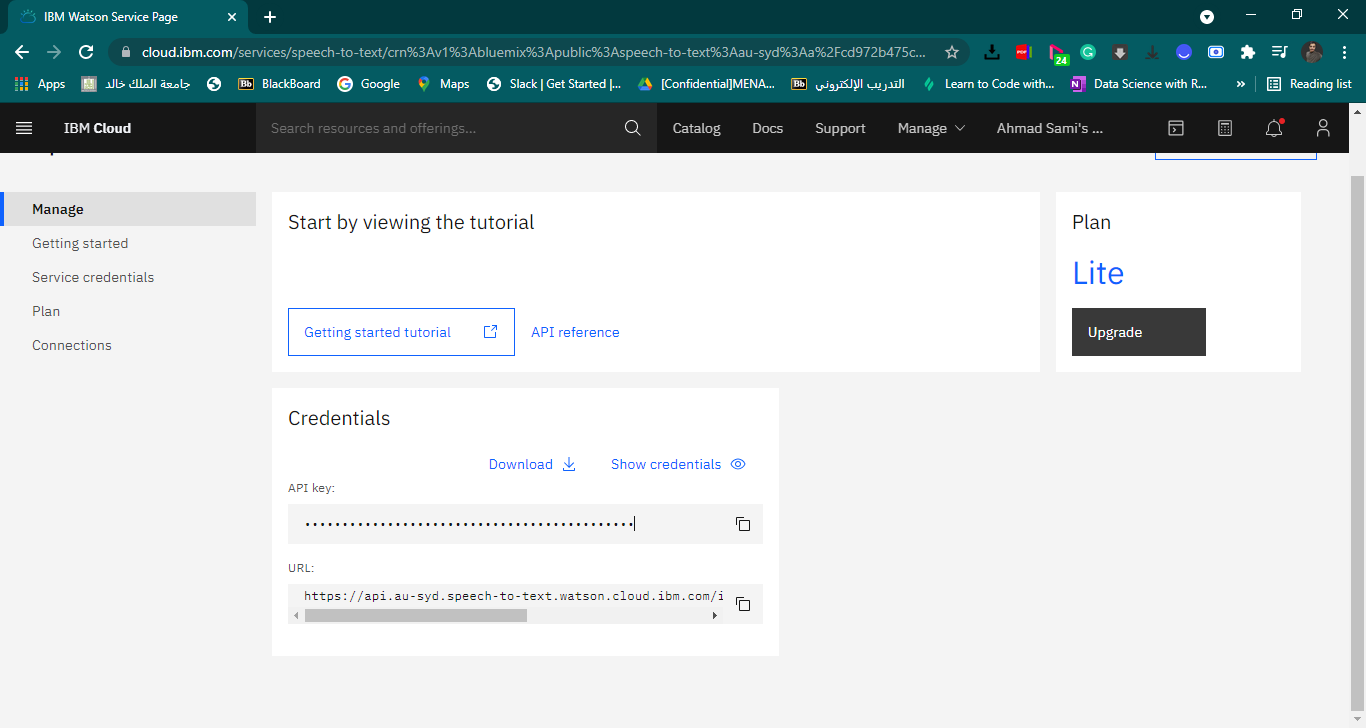 IBM Watson Service Page
cloud.ibm.com/services/speech-to-text/crn%3Av1%3Abluemix%3Apublic%3Aspeech-to-text%3Aau-syd%3Aa%2Fcd972b475c...
PDF
24
Apps
جامعة الملك خالد
Bb BlackBoard
Google
Maps
Slack | Get Started |...
[Confidential]MENA...
Bb التدريب الإلكتروني
Learn to Code with...
N Data Science with R...
»
Reading list
IBM Cloud
Search resources and offerings...
Catalog
Docs
Support
Manage
Ahmad Sami's ...
Manage
Getting started
Service credentials
Plan
Connections
Start by viewing the tutorial
Getting started tutorial
API reference
Plan
Lite
Upgrade
Credentials
Download
Show credentials
API key:
URL:
https://api.au-syd.speech-to-text.watson.cloud.ibm.com/i